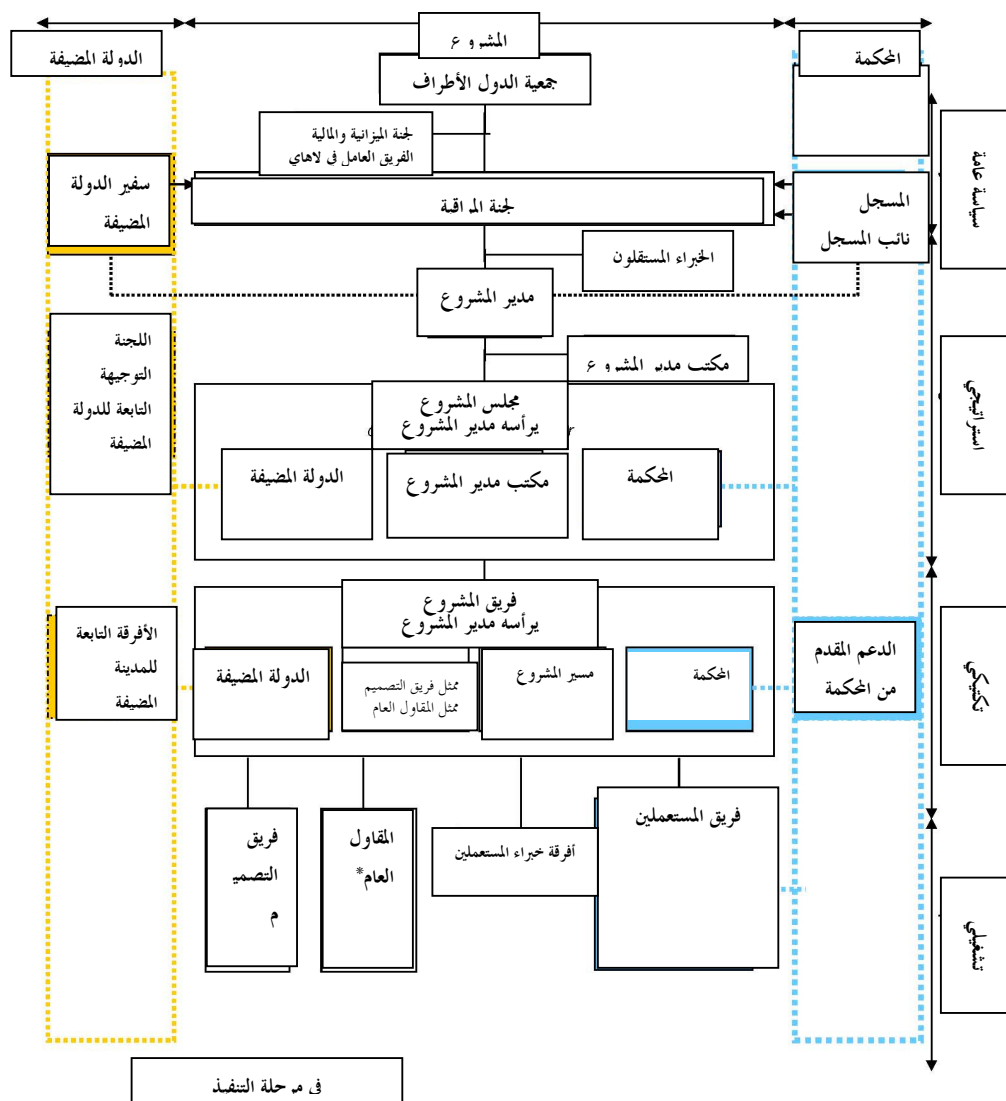 المحكمة
المشروع
الدولة المضيفة
جمعية الدول الأطراف
لجنة الميزانية والمالية
الفريق العامل في لاهاي
سياسة عامة
المسجل
نائب المسجل
لجنة المراقبة
سفير الدولة
المضيفة
الخبراء المستقلون
مدير المشروع
استراتيجي
مكتب مدير المشروع
اللجنة
التوجيهة
التابعة للدولة
المضيفة
مجلس المشروع
يرأسه مدير المشروع
المحكمة
مكتب مدير المشروع
الدولة المضيفة
تكتيكي
الدعم المقدم
من المحكمة
فريق المشروع
يرأسه مدير المشروع
المحكمة
مسير المشروع
ممثل فريق التصميم
ممثل المقاول العام
الدولة المضيفة
الأفرقة التابعة
للمدينة
المضيفة
تشغيلي
فريق المستعملين
أفرقة خبراء المستعملين
المقاول
العام*
فريق
التصمي
م
في مرحلة التنفيذ